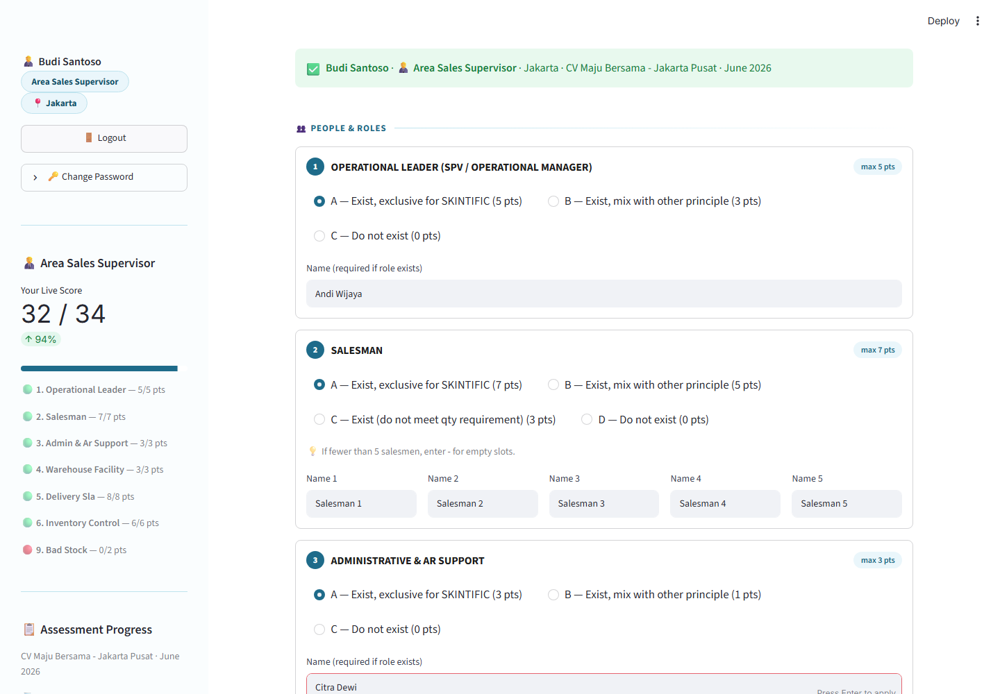 Deploy
Budi Santoso
Area Sales Supervisor
Jakarta
Logout
Change Password
Area Sales Supervisor
Your Live Score
32 / 34
↑ 94%
1. Operational Leader — 5/5 pts
2. Salesman — 7/7 pts
3. Admin & Ar Support — 3/3 pts
4. Warehouse Facility — 3/3 pts
5. Delivery Sla — 8/8 pts
6. Inventory Control — 6/6 pts
9. Bad Stock — 0/2 pts
Assessment Progress
CV Maju Bersama - Jakarta Pusat · June
2026
Budi Santoso · Area Sales Supervisor · Jakarta · CV Maju Bersama - Jakarta Pusat · June 2026
PEOPLE & ROLES
1 OPERATIONAL LEADER (SPV / OPERATIONAL MANAGER) max 5 pts
A — Exist, exclusive for SKINTIFIC (5 pts) B — Exist, mix with other principle (3 pts)
C — Do not exist (0 pts)
Name (required if role exists)
Andi Wijaya
2 SALESMAN max 7 pts
A — Exist, exclusive for SKINTIFIC (7 pts) B — Exist, mix with other principle (5 pts)
C — Exist (do not meet qty requirement) (3 pts) D — Do not exist (0 pts)
If fewer than 5 salesmen, enter - for empty slots.
Name 1 Name 2 Name 3 Name 4 Name 5
Salesman 1 Salesman 2 Salesman 3 Salesman 4 Salesman 5
3 ADMINISTRATIVE & AR SUPPORT max 3 pts
A — Exist, exclusive for SKINTIFIC (3 pts) B — Exist, mix with other principle (1 pts)
C — Do not exist (0 pts)
Name (required if role exists)
Citra Dewi
Press Enter to apply